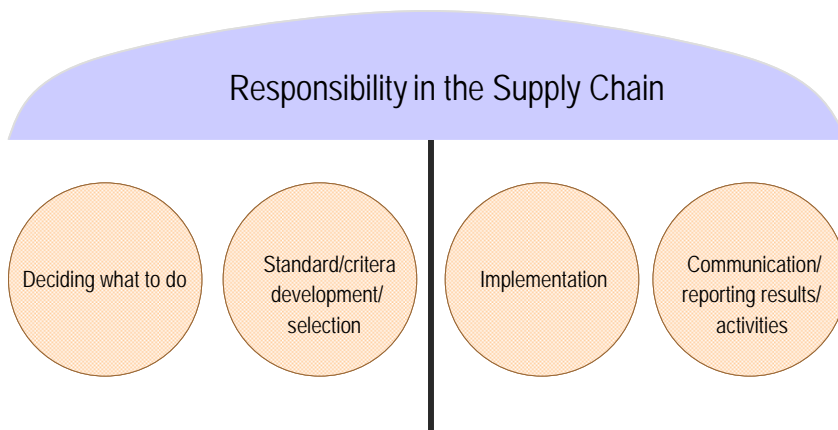 Responsibility in the Supply Chain
Deciding what to do
Standard/critera
development/
selection
Implementation
Communication/
reporting results/
activities